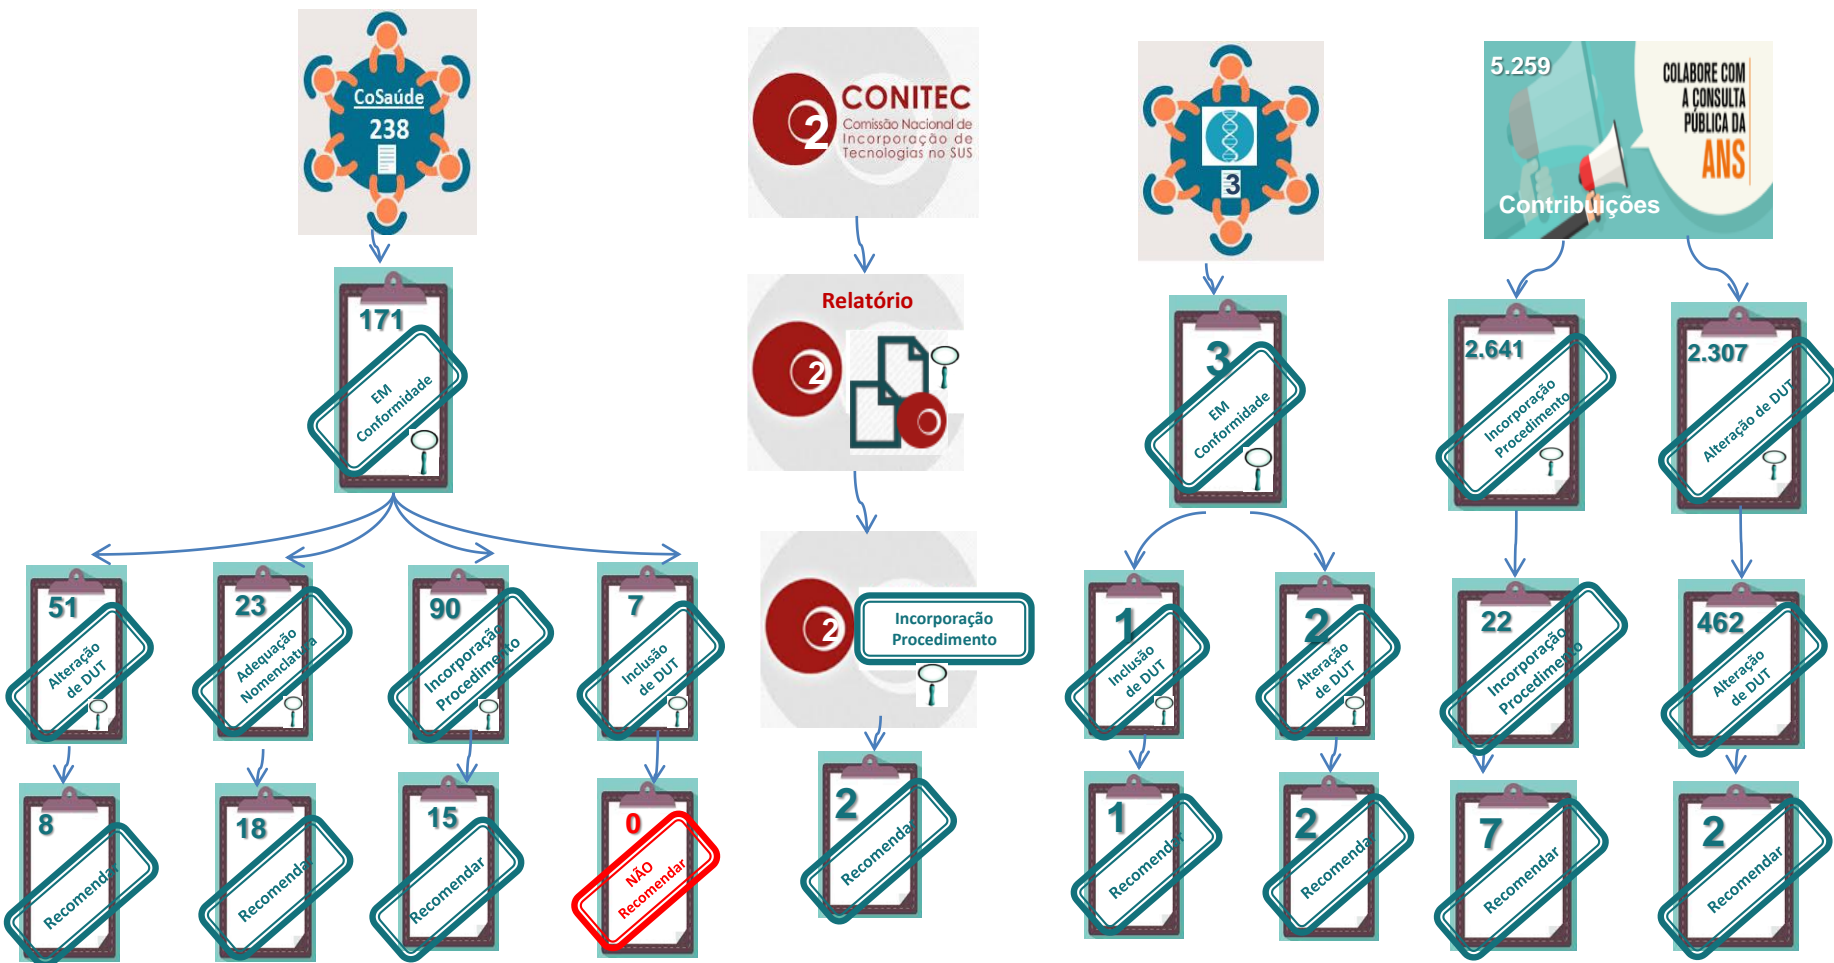 CoSaúde
238
2
CONITEC
Comissão Nacional de
Incorporação de
Tecnologias no SUS
3
5.259
Contribuições
COLABORE COM
A CONSULTA
PÚBLICA DA
ANS
171
EM
Conformidade
Relatório
2
3
EM
Conformidade
2.641
Incorporação
Procedimento
2.307
Alteração de DUT
51
Alteração
de DUT
23
Adequação
Nomenclatura
90
Incorporação
Procedimento
7
Inclusão
de DUT
2
Incorporação
Procedimento
1
Inclusão
de DUT
2
Alteração
de DUT
22
Incorporação
Procedimento
462
Alteração
de DUT
8
Recomendar
18
Recomendar
15
Recomendar
0
NÃO
Recomendar
2
Recomendar
1
Recomendar
2
Recomendar
7
Recomendar
2
Recomendar